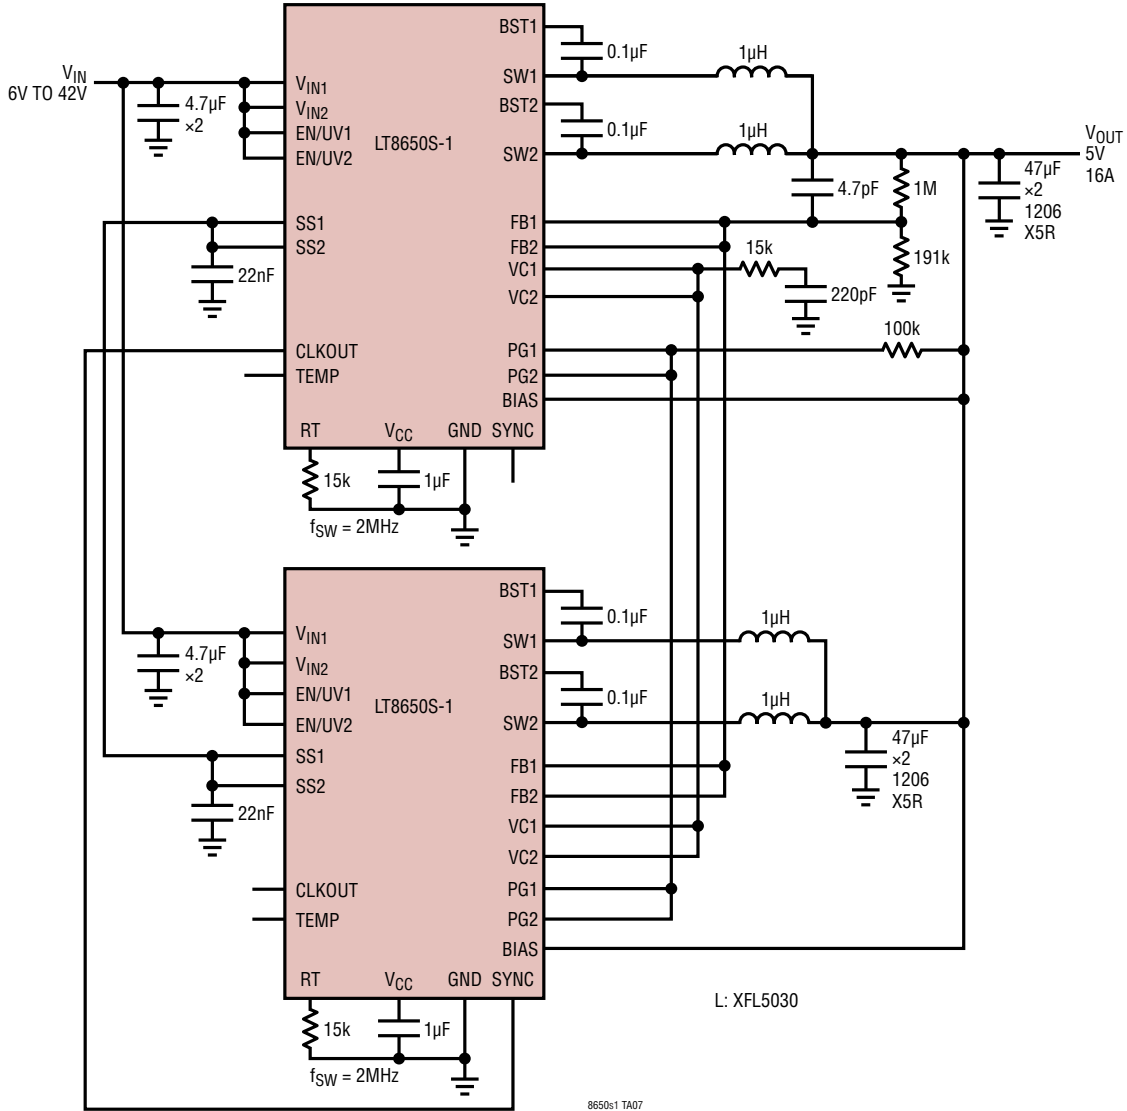 BST1
0.1µF
1µH
VIN
6V TO 42V
4.7µF
×2
VIN1
VIN2
EN/UV1
EN/UV2
LT8650S-1
SW1
BST2
0.1µF
1µH
SW2
VOUT
5V
16A
4.7pF
1M
47µF
×2
1206
X5R
SS1
SS2
22nF
FB1
FB2
VC1
VC2
15k
220pF
191k
100k
CLKOUT
TEMP
PG1
PG2
BIAS
RT
VCC
GND
SYNC
15k
1µF
fSW = 2MHz
BST1
0.1µF
1µH
VIN1
VIN2
EN/UV1
EN/UV2
4.7µF
×2
LT8650S-1
SW1
BST2
0.1µF
1µH
SW2
47µF
×2
1206
X5R
SS1
SS2
22nF
FB1
FB2
VC1
VC2
CLKOUT
TEMP
PG1
PG2
BIAS
RT
VCC
GND
SYNC
15k
1µF
fSW = 2MHz
L: XFL5030
8650s1 TA07